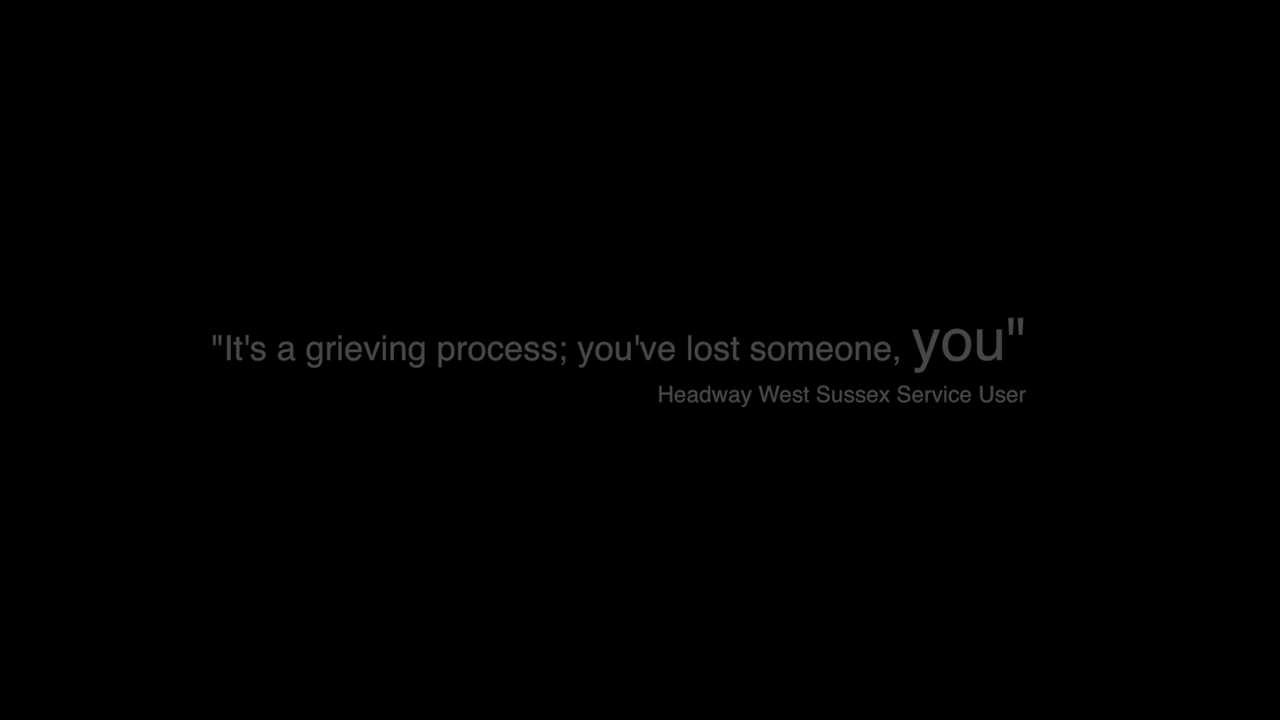 "It's a grieving process; you've lost someone, you"
Headway West Sussex Service User